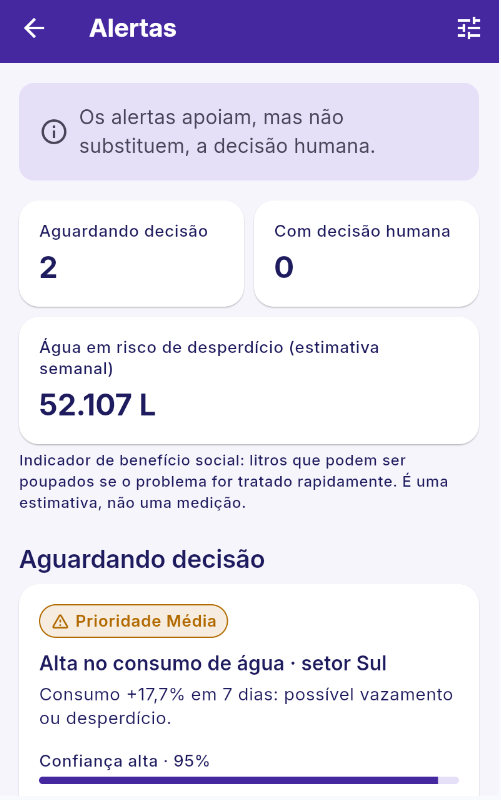 Alertas
Os alertas apoiam, mas não
substituem, a decisão humana.
Aguardando decisão
2
Com decisão humana
0
Água em risco de desperdício (estimativa
semanal)
52.107 L
Indicador de benefício social: litros que podem ser
poupados se o problema for tratado rapidamente. É uma
estimativa, não uma medição.
Aguardando decisão
Prioridade Média
Alta no consumo de água · setor Sul
Consumo +17,7% em 7 dias: possível vazamento
ou desperdício.
Confiança alta · 95%